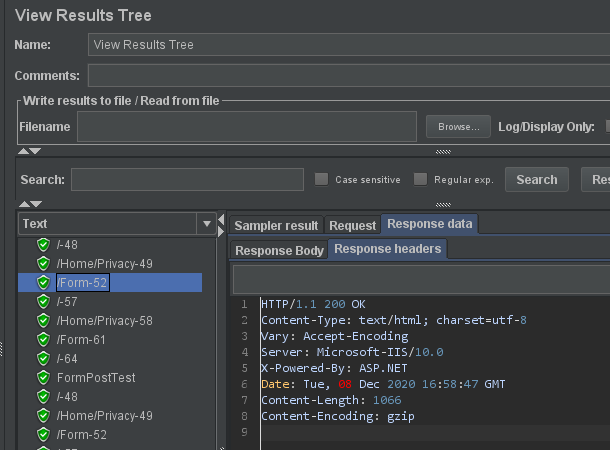 View Results Tree
Name: View Results Tree
Comments:
Write results to file / Read from file
Filename Browse... Log/Display Only:
Search: Case sensitive Regular exp. Search Res
Text
/-48
/Home/Privacy-49
/Form-52
/-57
/Home/Privacy-58
/Form-61
/-64
FormPostTest
/-48
/Home/Privacy-49
/Form-52
Sampler result Request Response data
Response Body Response headers
1 HTTP/1.1 200 OK
2 Content-Type: text/html; charset=utf-8
3 Vary: Accept-Encoding
4 Server: Microsoft-IIS/10.0
5 X-Powered-By: ASP.NET
6 Date: Tue, 08 Dec 2020 16:58:47 GMT
7 Content-Length: 1066
8 Content-Encoding: gzip
9